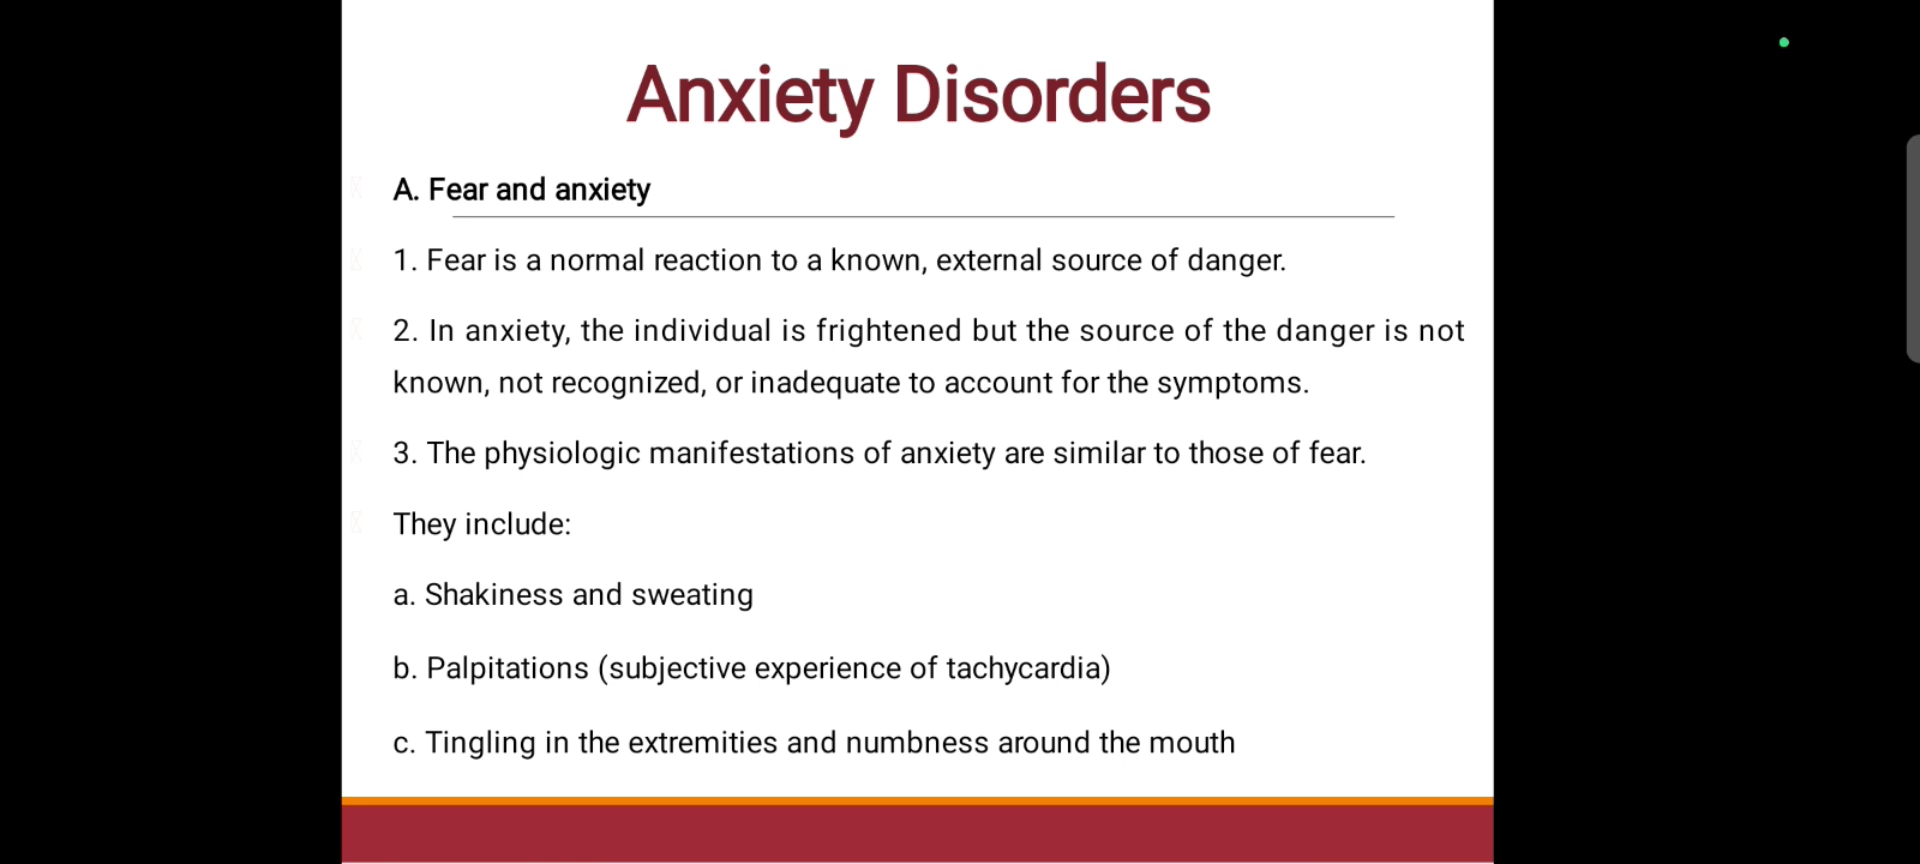 Anxiety Disorders
A. Fear and anxiety
1. Fear is a normal reaction to a known, external source of danger.
2. In anxiety, the individual is frightened but the source of the danger is not
known, not recognized, or inadequate to account for the symptoms.
3. The physiologic manifestations of anxiety are similar to those of fear.
They include:
a. Shakiness and sweating
b. Palpitations (subjective experience of tachycardia)
c. Tingling in the extremities and numbness around the mouth